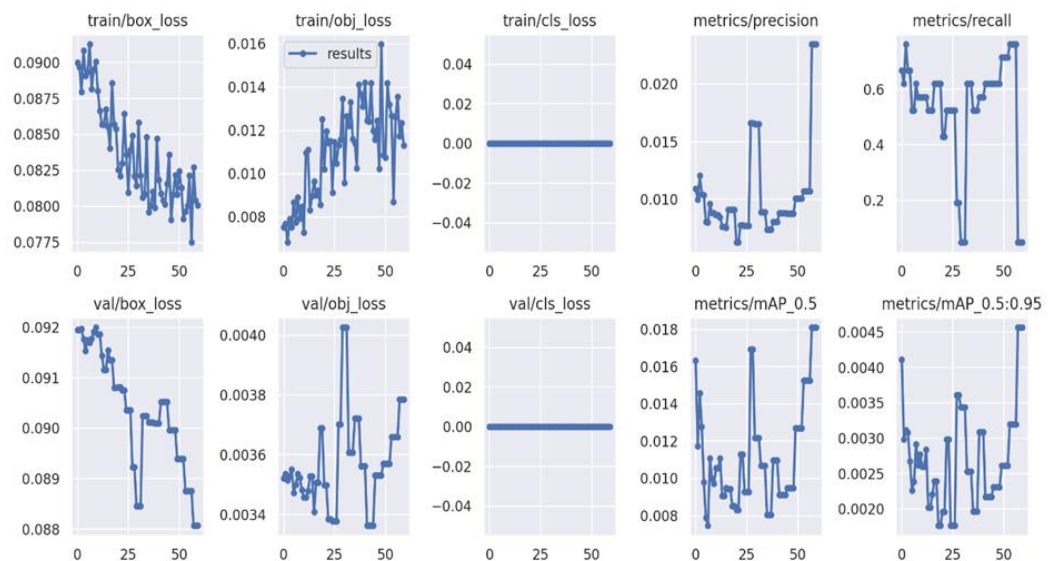 train/box_loss
train/obj_loss
train/cls_loss
metrics/precision
metrics/recall
0.0900
0.0875
0.0850
0.0825
0.0800
0.0775
0 25 50
results
0.016
0.014
0.012
0.010
0.008
0 25 50
0.04
0.02
0.00
−0.02
−0.04
0 25 50
0.020
0.015
0.010
0 25 50
0.6
0.4
0.2
0 25 50
val/box_loss
val/obj_loss
val/cls_loss
metrics/mAP_0.5
metrics/mAP_0.5:0.95
0.092
0.091
0.090
0.089
0.088
0 25 50
0.0040
0.0038
0.0036
0.0034
0 25 50
0.04
0.02
0.00
−0.02
−0.04
0 25 50
0.018
0.016
0.014
0.012
0.010
0.008
0 25 50
0.0045
0.0040
0.0035
0.0030
0.0025
0.0020
0 25 50